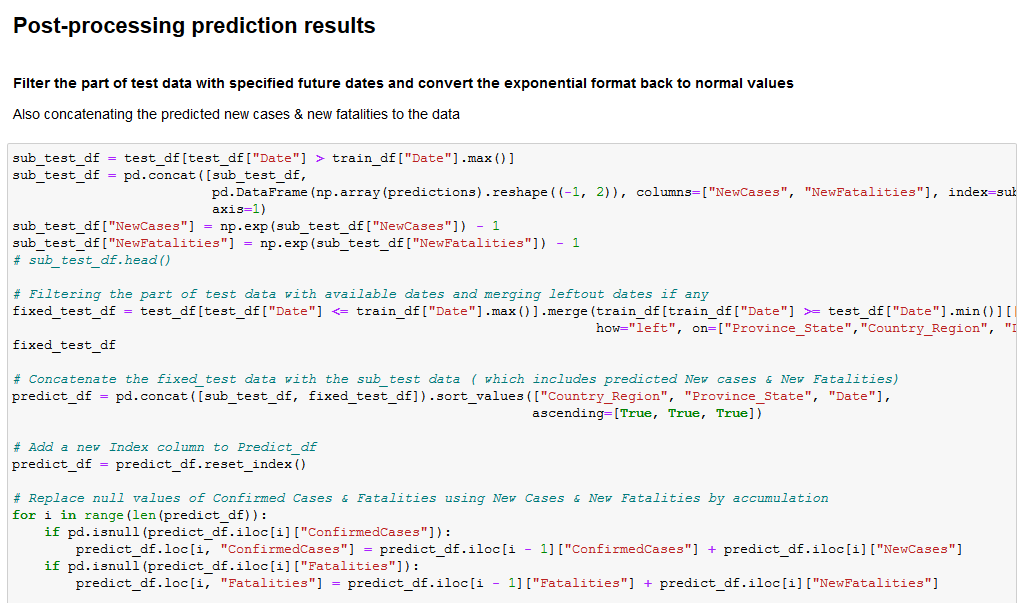 Post-processing prediction results
Filter the part of test data with specified future dates and convert the exponential format back to normal values
Also concatenating the predicted new cases & new fatalities to the data
sub_test_df = test_df[test_df["Date"] > train_df["Date"].max()]
sub_test_df = pd.concat([sub_test_df,
pd.DataFrame(np.array(predictions).reshape((-1, 2)), columns=["NewCases", "NewFatalities"], index=sub
axis=1)
sub_test_df["NewCases"] = np.exp(sub_test_df["NewCases"]) - 1
sub_test_df["NewFatalities"] = np.exp(sub_test_df["NewFatalities"]) - 1
# sub_test_df.head()
# Filtering the part of test data with available dates and merging leftout dates if any
fixed_test_df = test_df[test_df["Date"] <= train_df["Date"].max()].merge(train_df[train_df["Date"] >= test_df["Date"].min()][
how="left", on=["Province_State","Country_Region", "
fixed_test_df
# Concatenate the fixed_test data with the sub_test data ( which includes predicted New cases & New Fatalities)
predict_df = pd.concat([sub_test_df, fixed_test_df]).sort_values(["Country_Region", "Province_State", "Date"],
ascending=[True, True, True])
# Add a new Index column to Predict_df
predict_df = predict_df.reset_index()
# Replace null values of Confirmed Cases & Fatalities using New Cases & New Fatalities by accumulation
for i in range(len(predict_df)):
if pd.isnull(predict_df.iloc[i]["ConfirmedCases"]):
predict_df.loc[i, "ConfirmedCases"] = predict_df.iloc[i - 1]["ConfirmedCases"] + predict_df.iloc[i]["NewCases"]
if pd.isnull(predict_df.iloc[i]["Fatalities"]):
predict_df.loc[i, "Fatalities"] = predict_df.iloc[i - 1]["Fatalities"] + predict_df.iloc[i]["NewFatalities"]